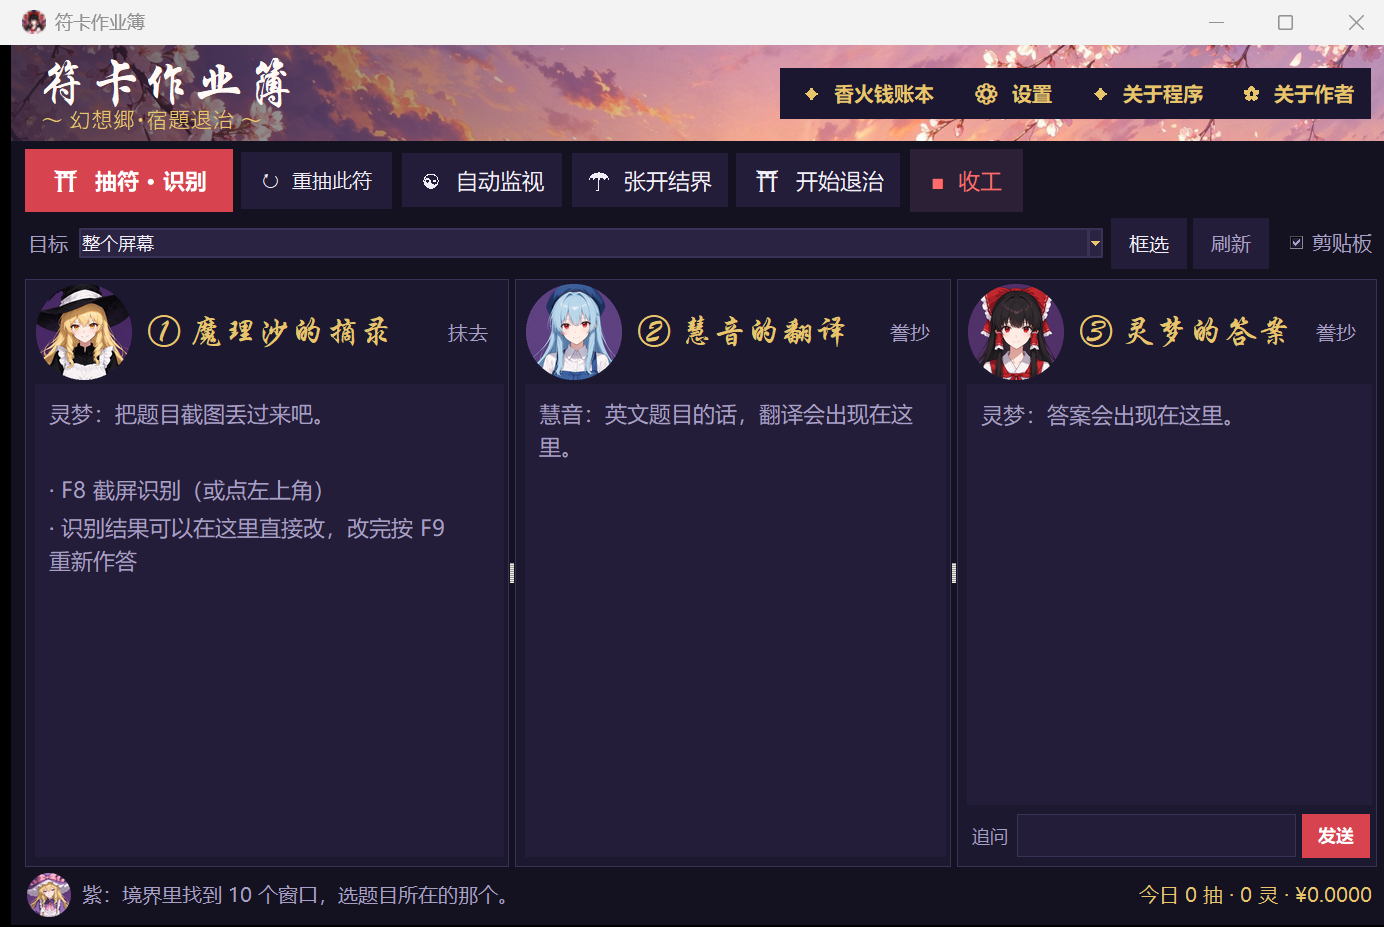 符卡作业簿
符卡作业簿
～ 幻想郷·宿題退治 ～
香火钱账本
设置
关于程序
关于作者
抽符・识别
重抽此符
自动监视
张开结界
开始退治
收工
目标
整个屏幕
框选
刷新
剪贴板
① 魔理沙的摘录
抹去
灵梦：把题目截图丢过来吧。
· F8 截屏识别（或点左上角）
· 识别结果可以在这里直接改，改完按 F9
重新作答
② 慧音的翻译
誊抄
慧音：英文题目的话，翻译会出现在这
里。
③ 灵梦的答案
誊抄
灵梦：答案会出现在这里。
追问
发送
紫：境界里找到 10 个窗口，选题目所在的那个。
今日 0 抽 · 0 灵 · ¥0.0000